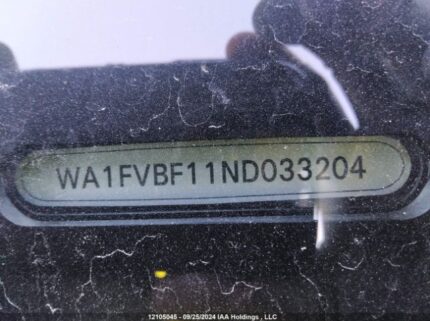 WA1FVBF11ND033204
12105045 - 09/25/2024 IAA Holdings , LLC